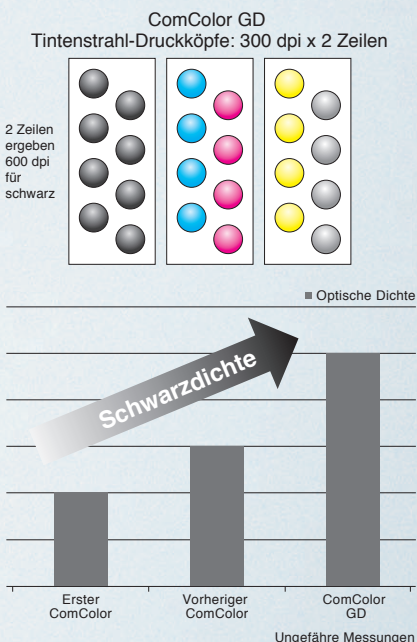 ComColor GD
Tintenstrahl-Druckköpfe: 300 dpi x 2 Zeilen
2 Zeilen
ergeben
600 dpi
für
schwarz
Optische Dichte
Schwarzdichte
Erster
ComColor
Vorheriger
ComColor
ComColor
GD
Ungefähre Messungen